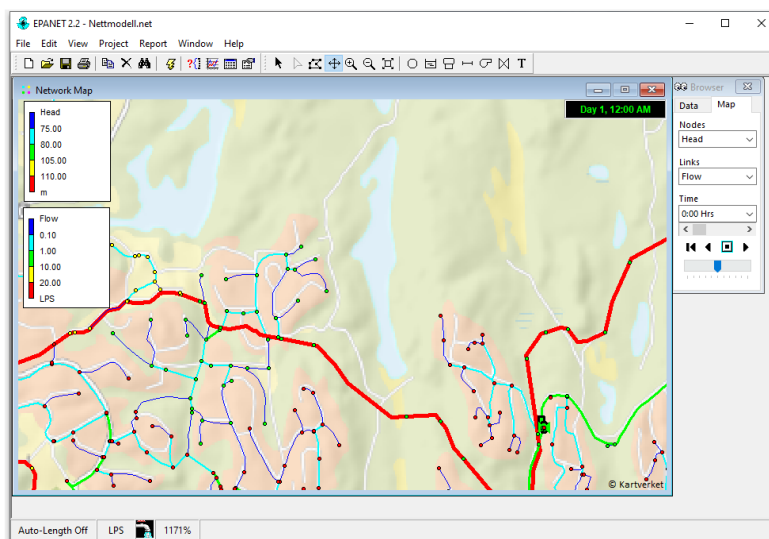 EPANET 2.2 - Nettmodell.net
File Edit View Project Report Window Help
T
Network Map
Day 1, 12:00 AM
Head
75.00
80.00
105.00
110.00
m
Flow
0.10
1.00
10.00
20.00
LPS
© Kartverket
Browser
Data Map
Nodes
Head
Links
Flow
Time
0:00 Hrs
Auto-Length Off LPS 1171%